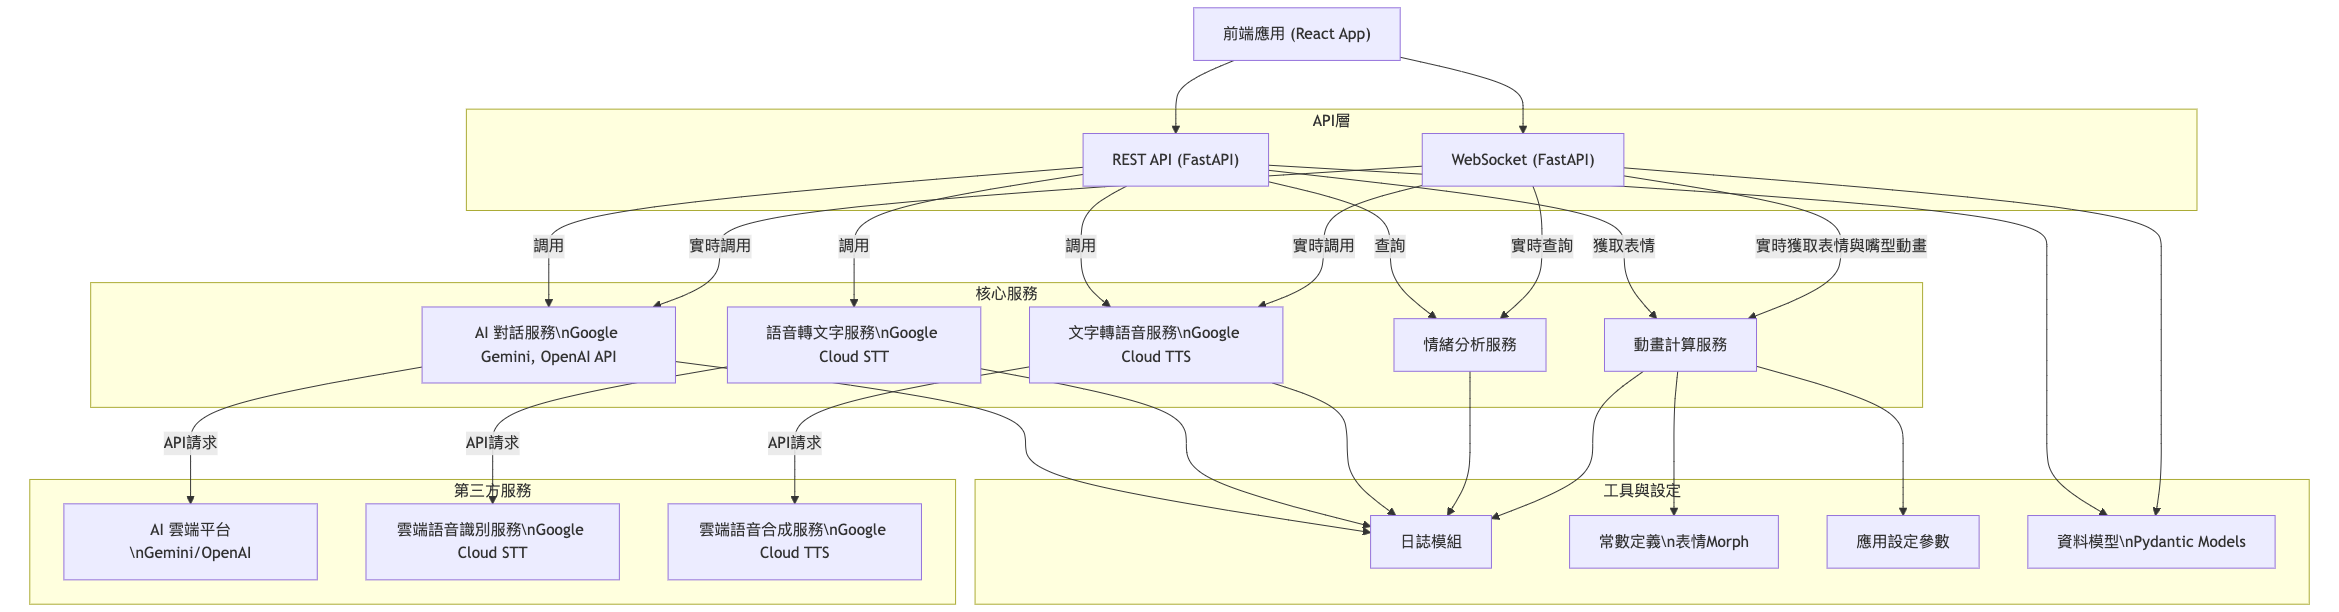 前端應用 (React App)
API層
REST API (FastAPI)
WebSocket (FastAPI)
調用
實時調用
調用
調用
實時調用
查詢
實時查詢
獲取表情
實時獲取表情與嘴型動畫
核心服務
AI 對話服務\nGoogle
Gemini, OpenAI API
語音轉文字服務\nGoogle
Cloud STT
文字轉語音服務\nGoogle
Cloud TTS
情緒分析服務
動畫計算服務
API請求
API請求
API請求
第三方服務
AI 雲端平台
\nGemini/OpenAI
雲端語音識別服務\nGoogle
Cloud STT
雲端語音合成服務\nGoogle
Cloud TTS
工具與設定
日誌模組
常數定義\n表情Morph
應用設定參數
資料模型\nPydantic Models